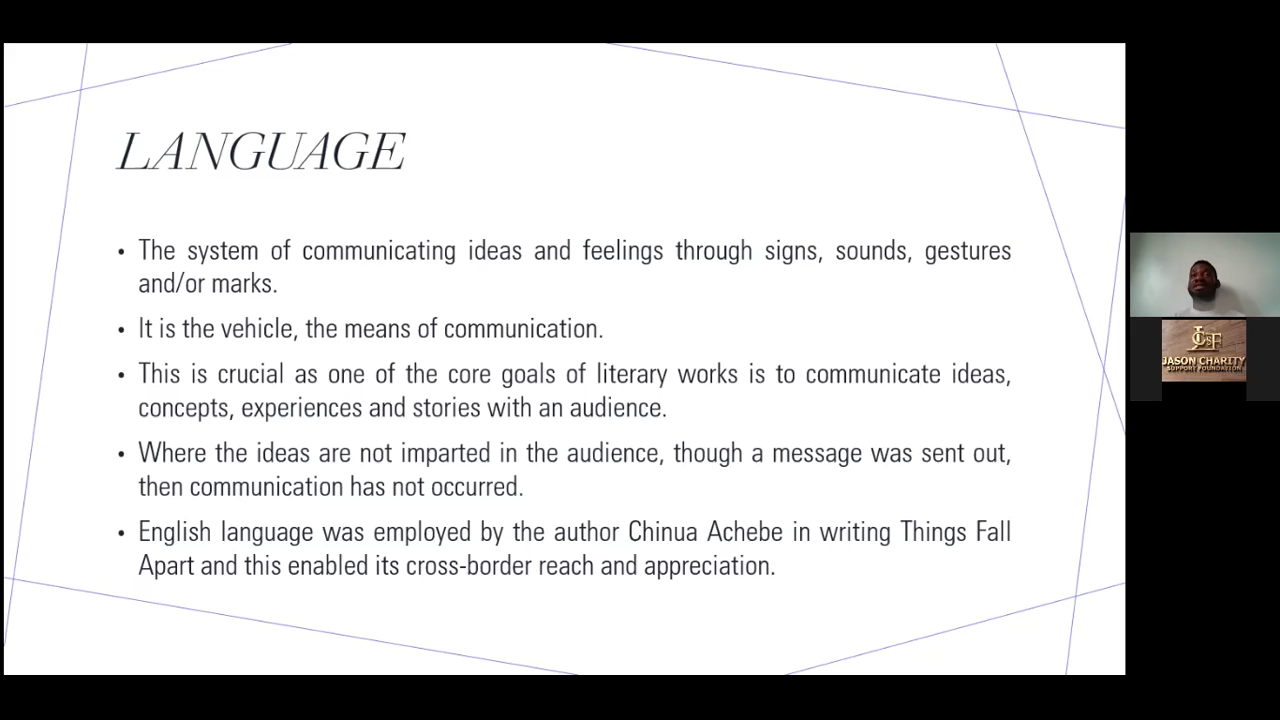 LANGUAGE
• The system of communicating ideas and feelings through signs, sounds, gestures
and/or marks.
• It is the vehicle, the means of communication.
• This is crucial as one of the core goals of literary works is to communicate ideas,
concepts, experiences and stories with an audience.
• Where the ideas are not imparted in the audience, though a message was sent out,
then communication has not occurred.
• English language was employed by the author Chinua Achebe in writing Things Fall
Apart and this enabled its cross-border reach and appreciation.
JCSF
JASON CHARITY
SUPPORT FOUNDATION